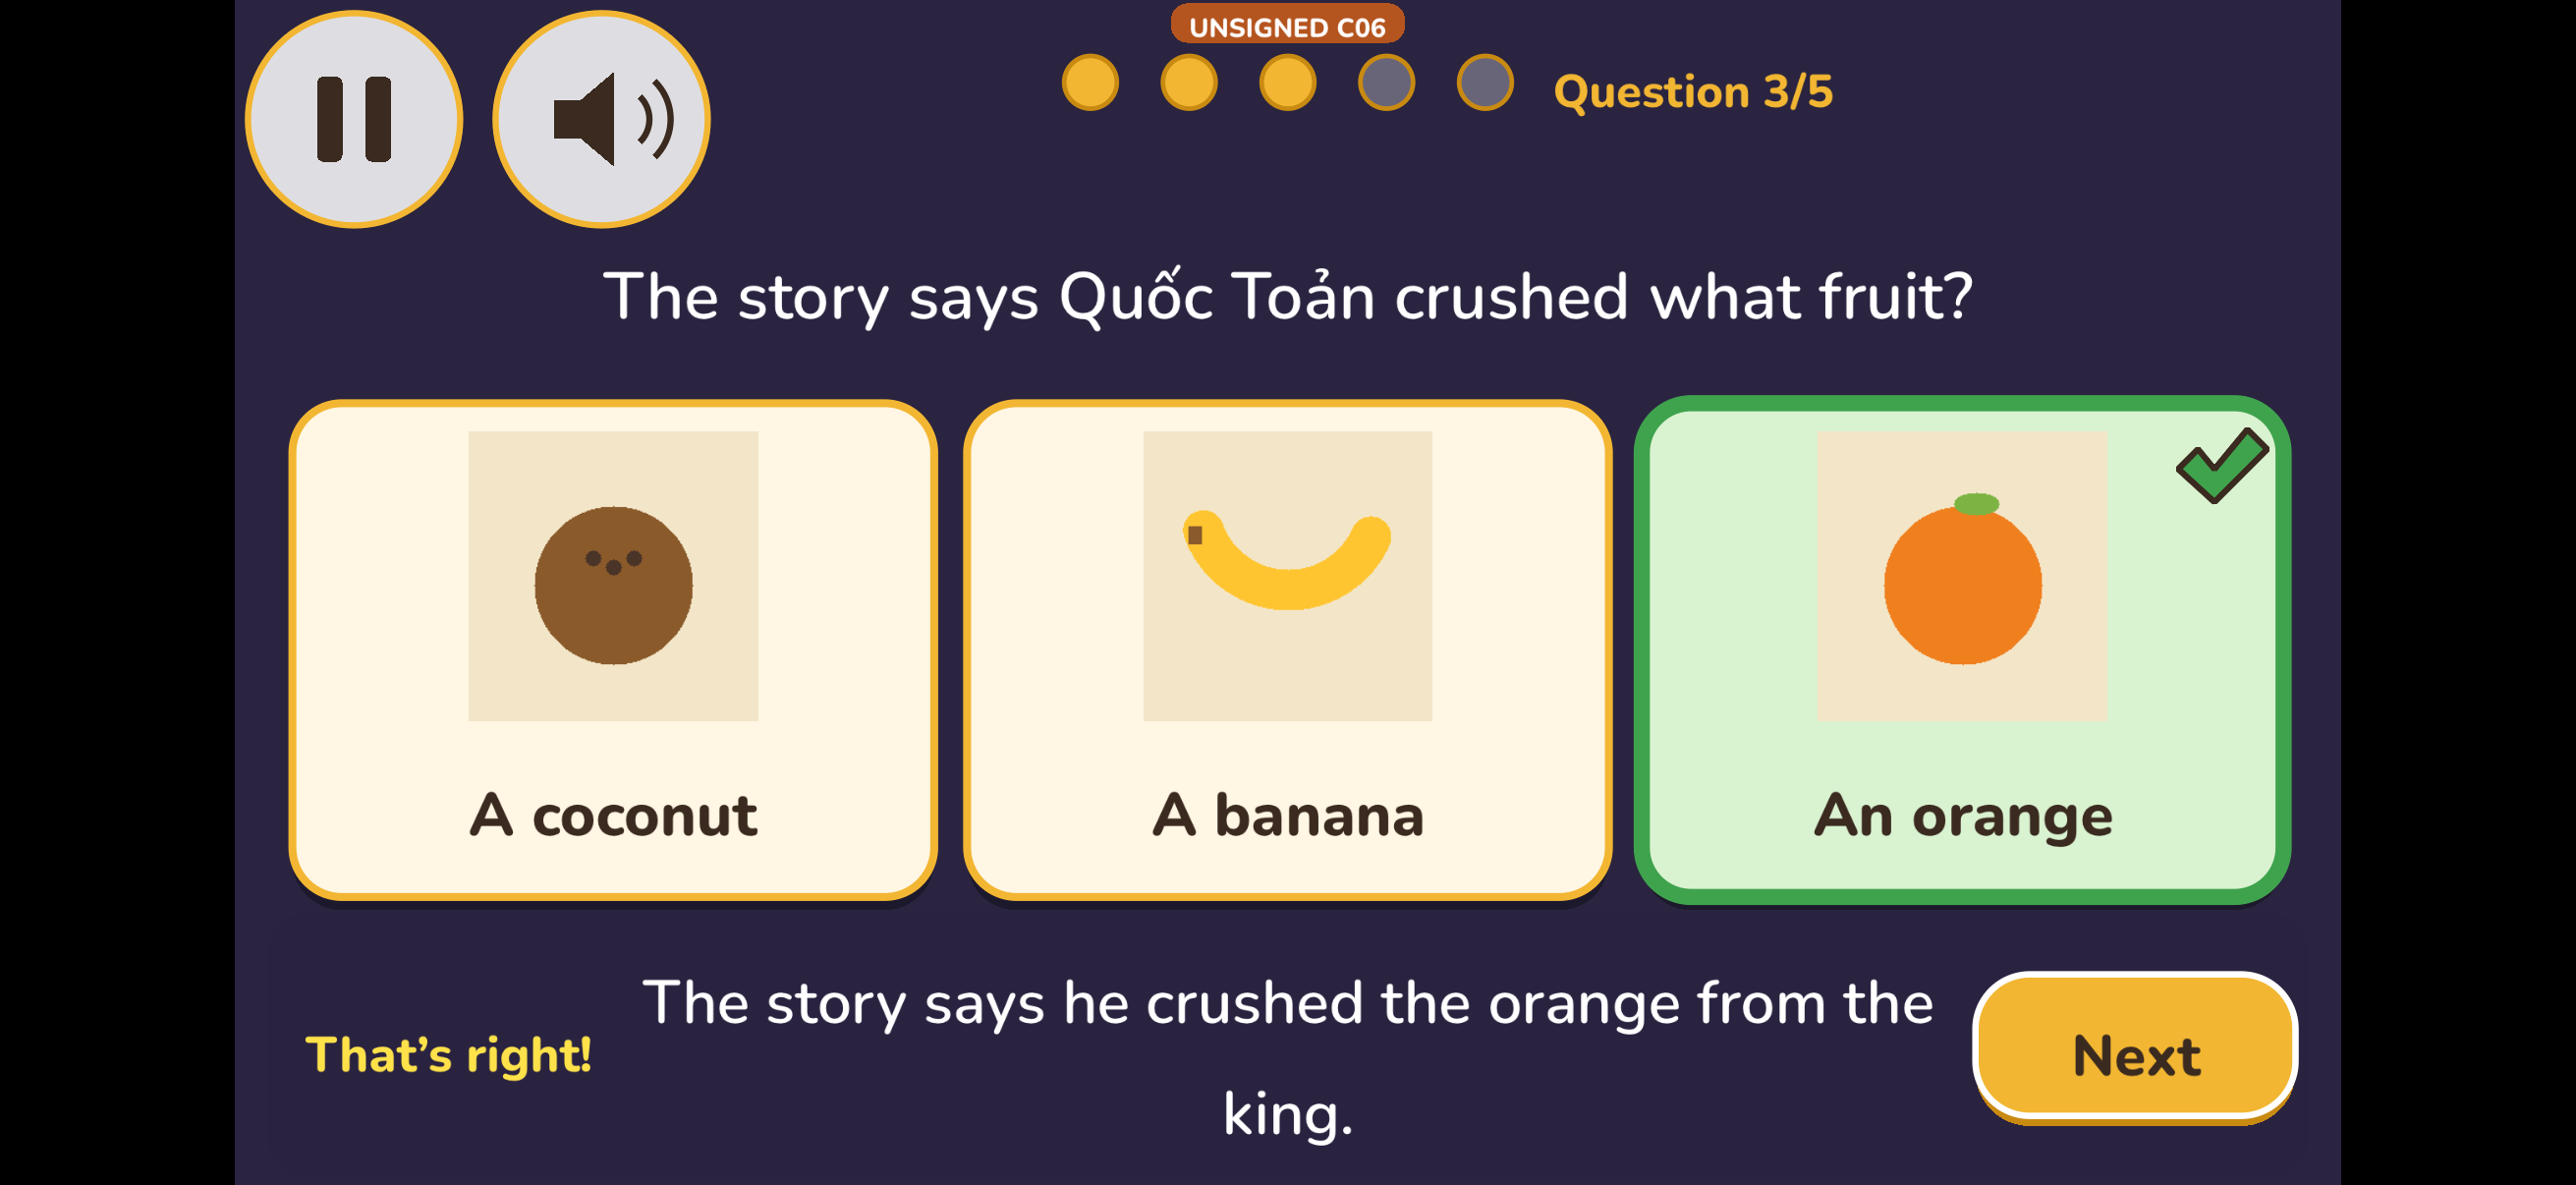 UNSIGNED C06
Question 3/5
The story says Quốc Toản crushed what fruit?
A coconut
A banana
An orange
That’s right!
The story says he crushed the orange from the
king.
Next